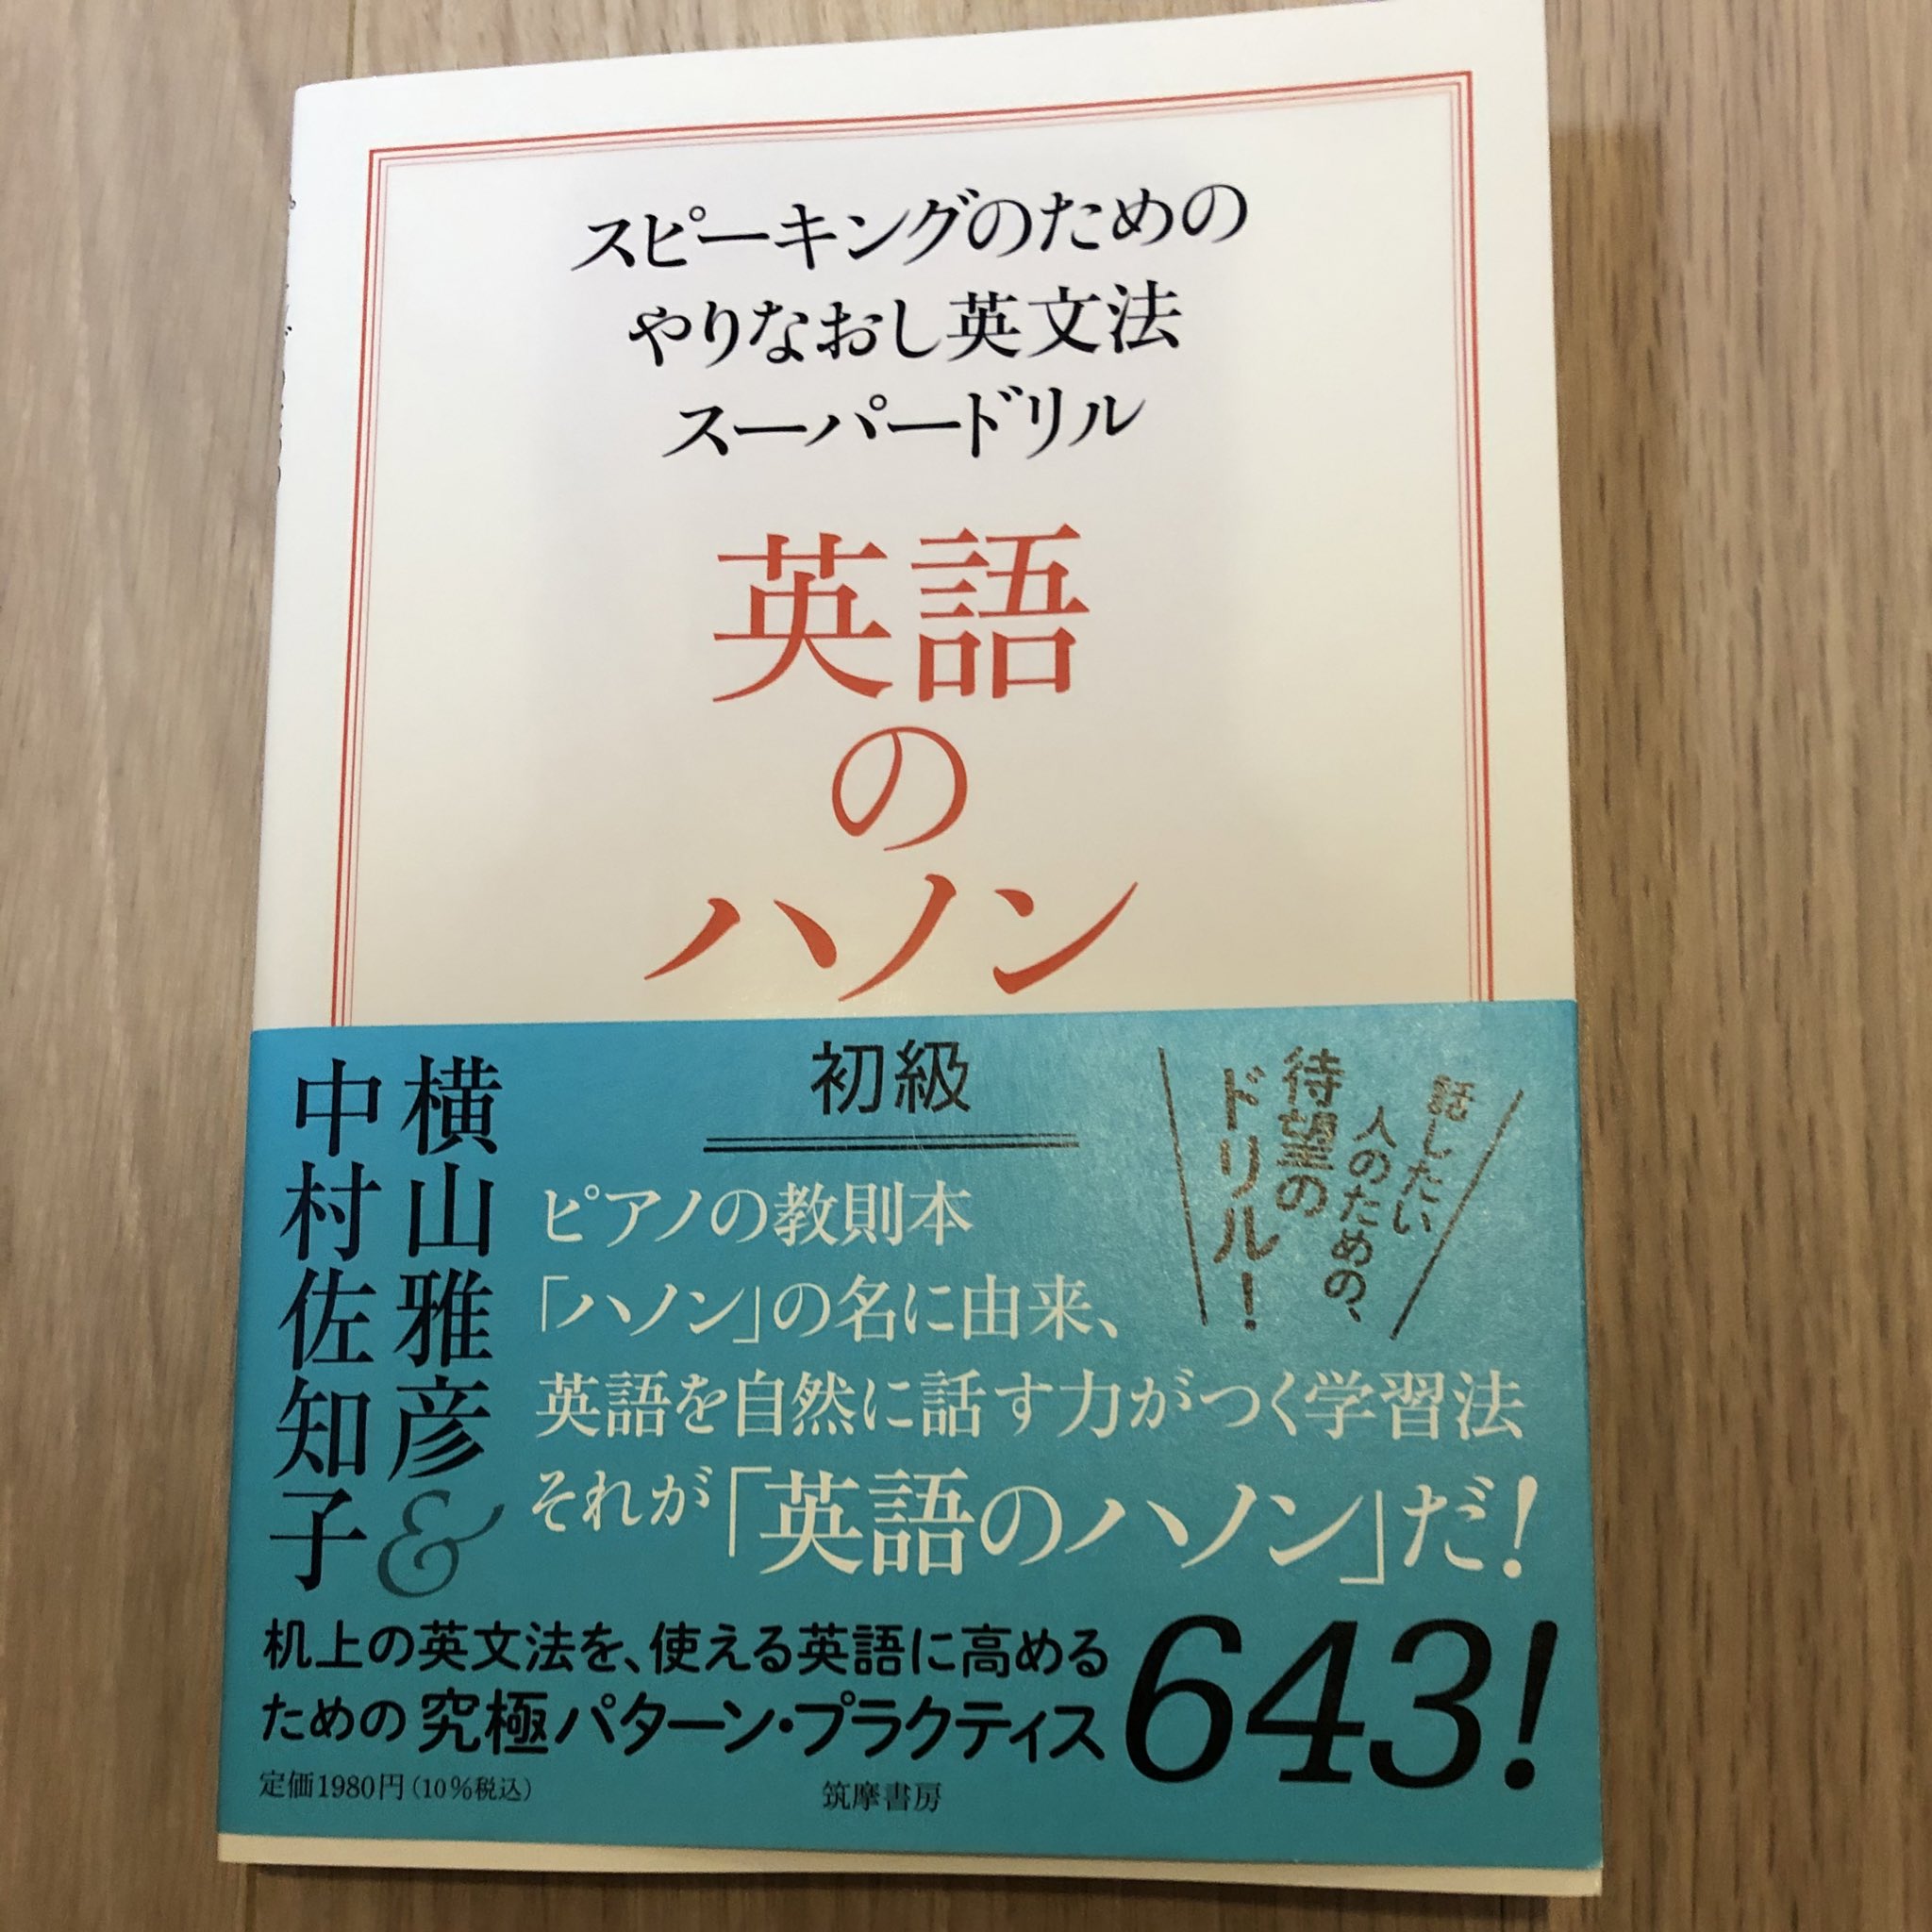 スピーキングのための
やりなおし英文法
スーパードリル
英語
の
ハノン
初級
話したい
人のための、
待望の
ドリル！
横山雅彦&
中村佐知子
ピアノの教則本
「ハノン」の名に由来、
英語を自然に話す力がつく学習法
それが「英語のハノン」だ！
机上の英文法を、使える英語に高める
ための究極パターン・プラクティス
643!
定価1980円（10％税込）
筑摩書房